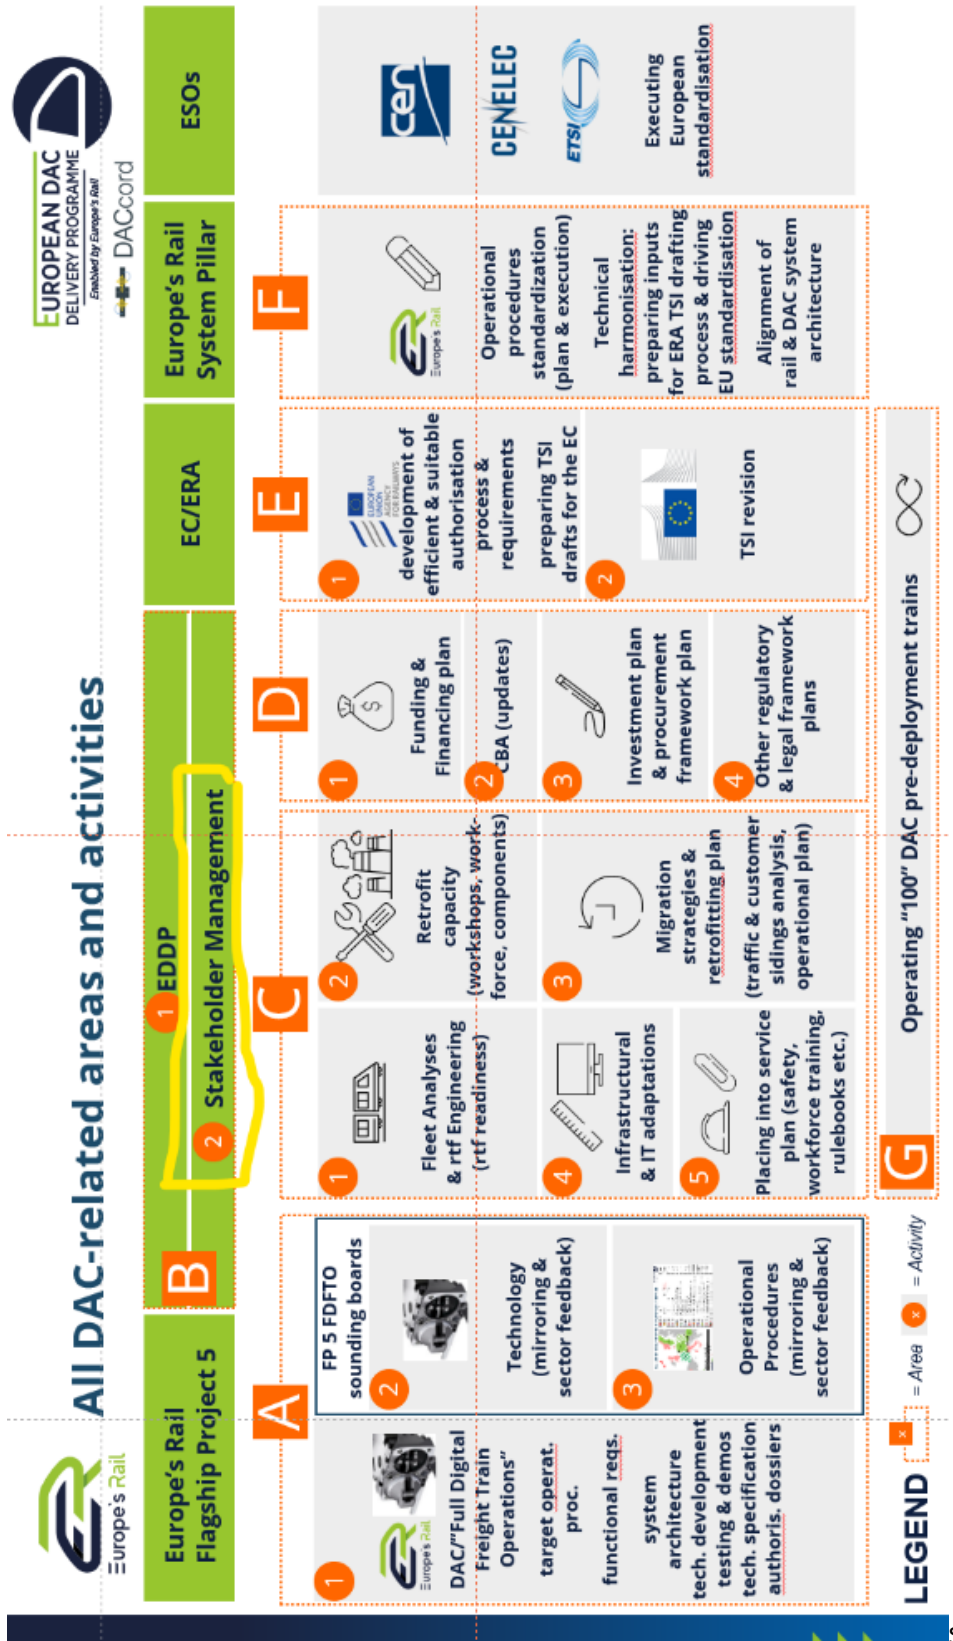 All DAC-related areas and activities
Europe's Rail
EUROPEAN DAC
DELIVERY PROGRAMME
Enabled by Europe's Rail
DACcord
Europe's Rail
Flagship Project 5
B
1
EDDP
2
Stakeholder Management
EC/ERA
Europe's Rail
System Pillar
ESOs
A
1
Europe's Rail
DAC/"Full Digital
Freight Train
Operations"
target operat.
proc.
functional reqs.
system
architecture
tech. development
testing & demos
tech. specification
authoris. dossiers
FP 5 FDFTO
sounding boards
2
Technology
(mirroring &
sector feedback)
3
Operational
Procedures
(mirroring &
sector feedback)
C
1
Fleet Analyses
& rtf Engineering
(rtf readiness)
2
Retrofit
capacity
(workshops, work-
force, components)
3
Migration
strategies &
retrofitting plan
(traffic & customer
sidings analysis,
operational plan)
4
Infrastructural
& IT adaptations
5
Placing into service
plan (safety,
workforce training,
rulebooks etc.)
D
1
Funding &
Financing plan
2
CBA (updates)
3
Investment plan
& procurement
framework plan
4
Other regulatory
& legal framework
plans
E
1
EUROPEAN
UNION
AGENCY
FOR RAILWAYS
development of
efficient & suitable
authorisation
process &
requirements
preparing TSI
drafts for the EC
2
TSI revision
F
Europe's Rail
Operational
procedures
standardization
(plan & execution)
Technical
harmonisation:
preparing inputs
for ERA TSI drafting
process & driving
EU standardisation
Alignment of
rail & DAC system
architecture
cen
CENELEC
ETSI
Executing
European
standardisation
G
Operating "100" DAC pre-deployment trains
LEGEND
x
= Area
x
= Activity